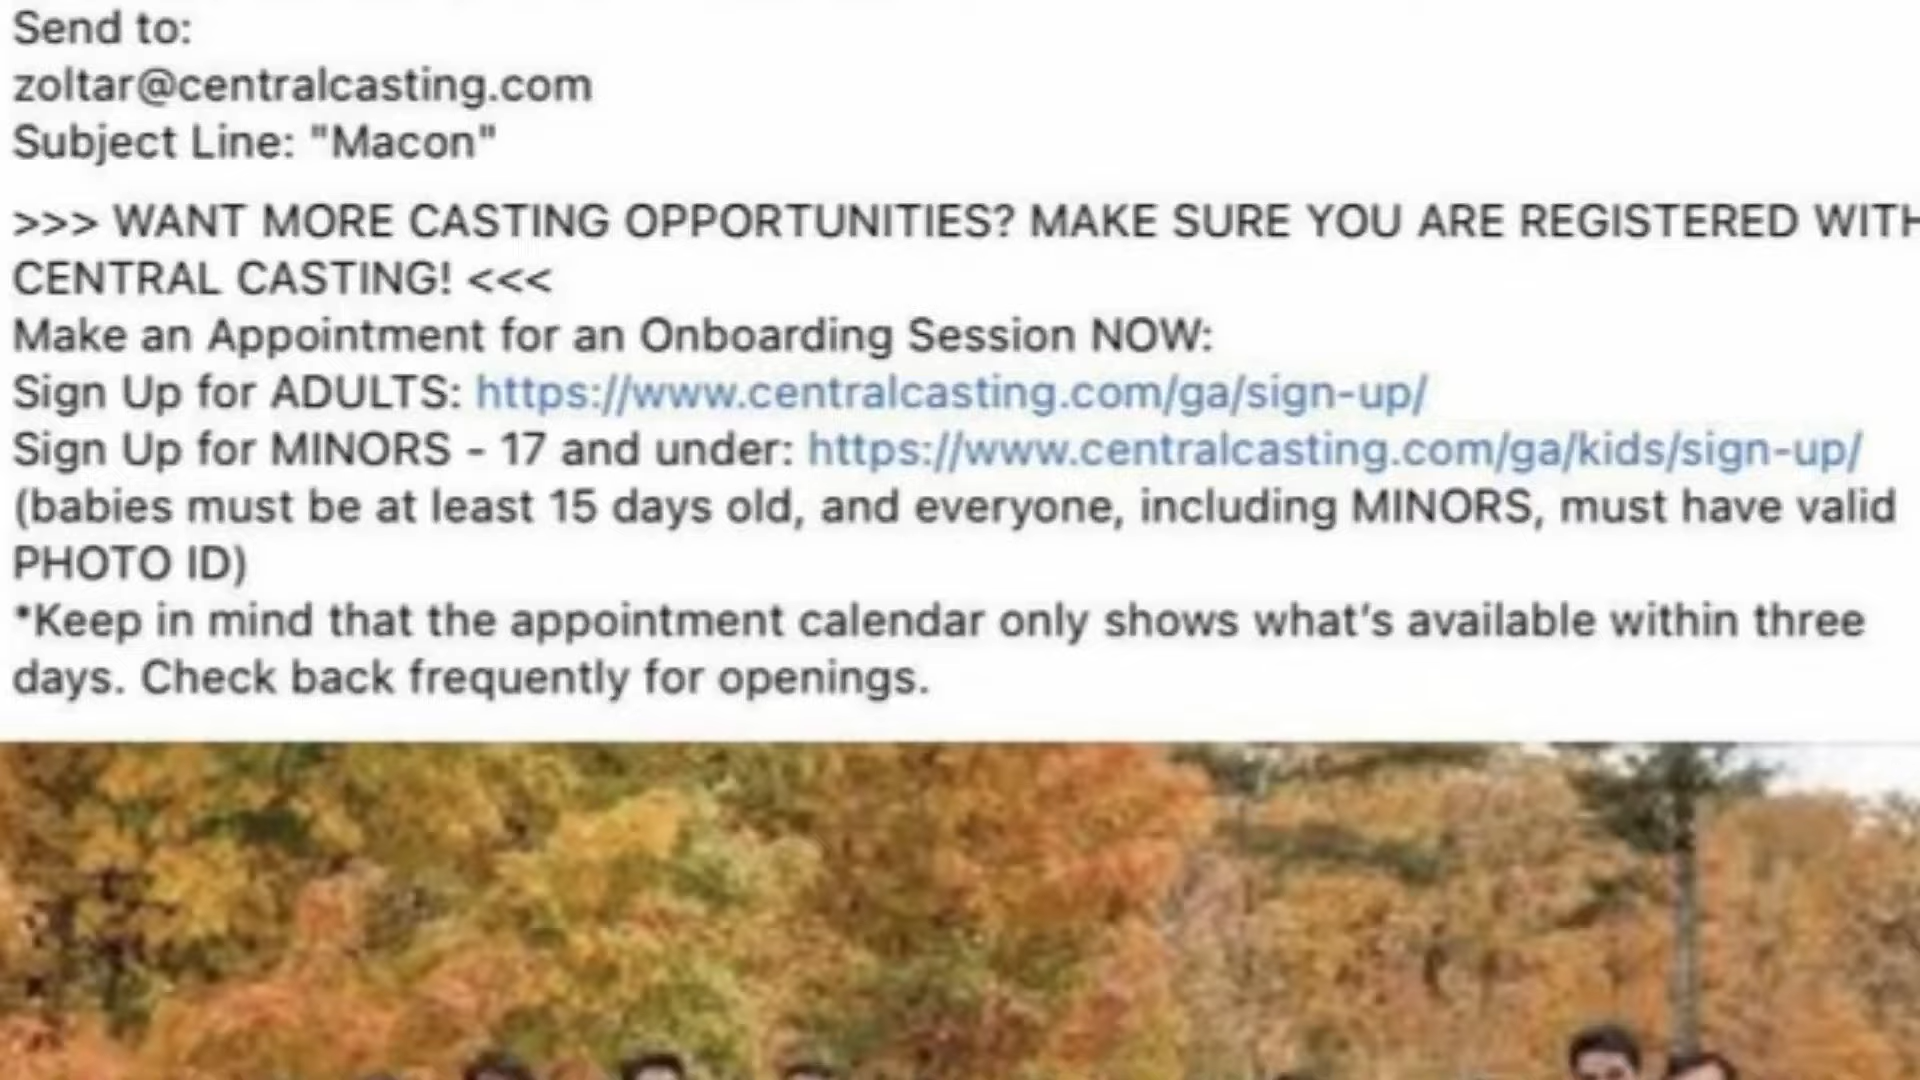 Send to:
zoltar@centralcasting.com
Subject Line: "Macon"
>>> WANT MORE CASTING OPPORTUNITIES? MAKE SURE YOU ARE REGISTERED WITH
CENTRAL CASTING! <<<
Make an Appointment for an Onboarding Session NOW:
Sign Up for ADULTS: https://www.centralcasting.com/ga/sign-up/
Sign Up for MINORS - 17 and under: https://www.centralcasting.com/ga/kids/sign-up/
(babies must be at least 15 days old, and everyone, including MINORS, must have valid
PHOTO ID)
*Keep in mind that the appointment calendar only shows what's available within three
days. Check back frequently for openings.